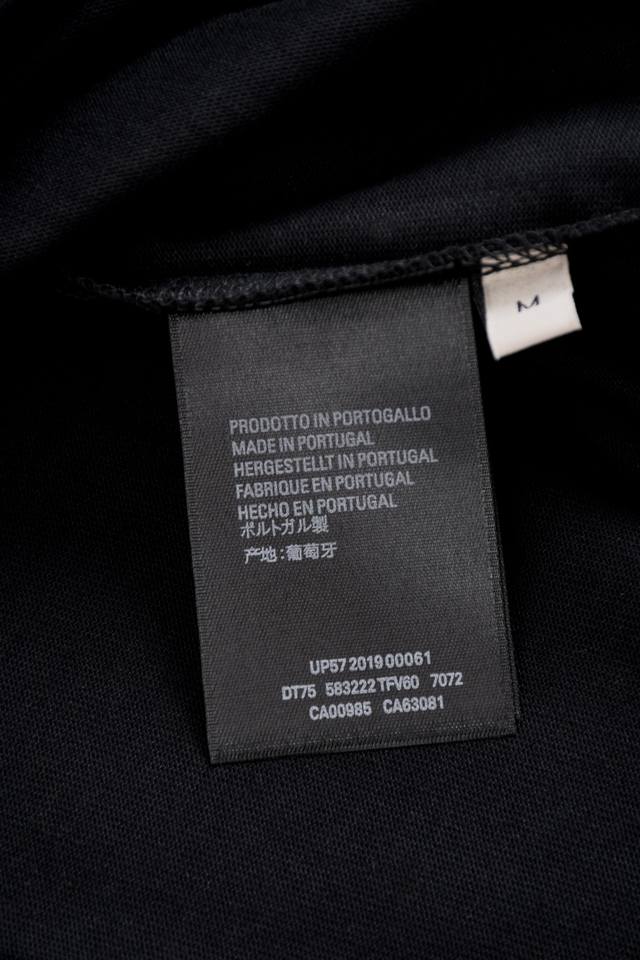 M
PRODOTTO IN PORTOGALLO
MADE IN PORTUGAL
HERGESTELLT IN PORTUGAL
FABRIQUE EN PORTUGAL
HECHO EN PORTUGAL
ポルトガル製
产地:葡萄牙
UP57 2019 00061
DT75 583222 TFV60 7072
CA00985 CA63081